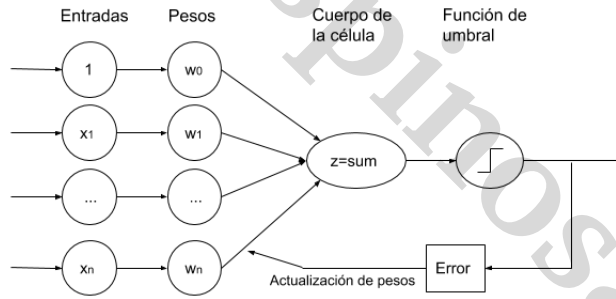 Entradas
Pesos
Cuerpo de
la célula
Función de
umbral
1
w0
x1
w1
z=sum
...
...
xn
wn
Error
Actualización de pesos